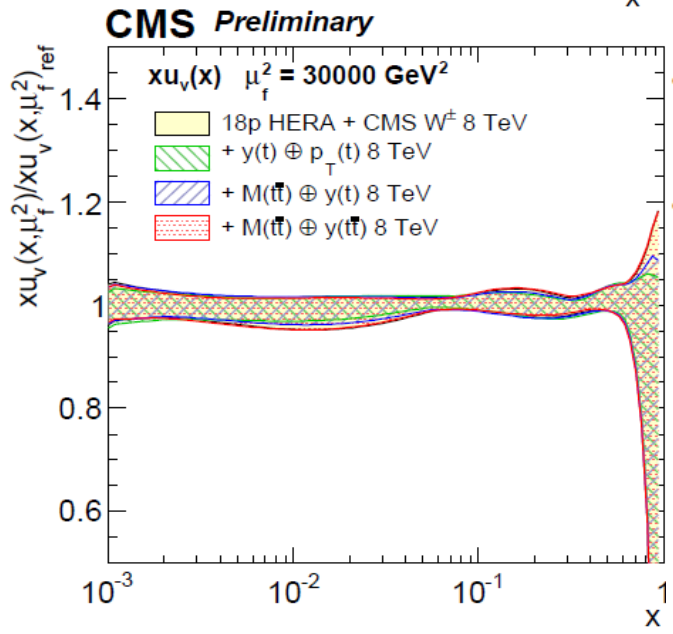 x
CMS Preliminary
xu_v(x) μ_f^2 = 30000 GeV^2
18p HERA + CMS W^± 8 TeV
+ y(t) ⊕ p_T(t) 8 TeV
+ M(tt̄) ⊕ y(t) 8 TeV
+ M(tt̄) ⊕ y(tt̄) 8 TeV
xu_v(x,μ_f^2)/xu_v(x,μ_f^2)_ref
1.4
1.2
1
0.8
0.6
10^-3
10^-2
10^-1
1
x